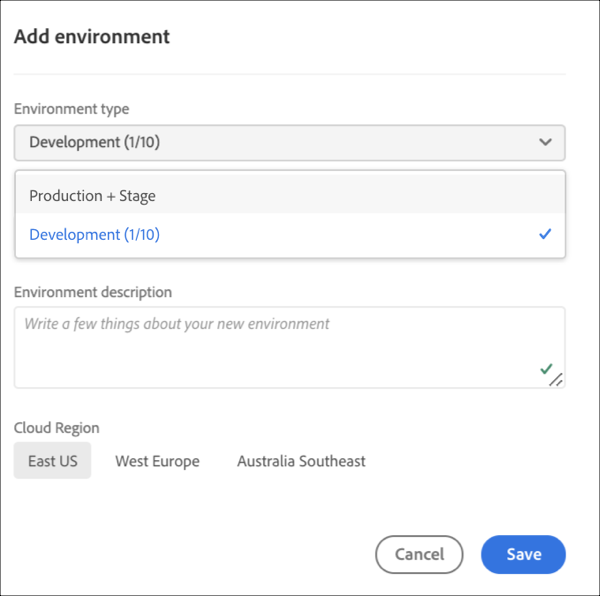 Add environment
Environment type
Development (1/10)
Production + Stage
Development (1/10)
Environment description
Write a few things about your new environment
Cloud Region
East US West Europe Australia Southeast
Cancel Save